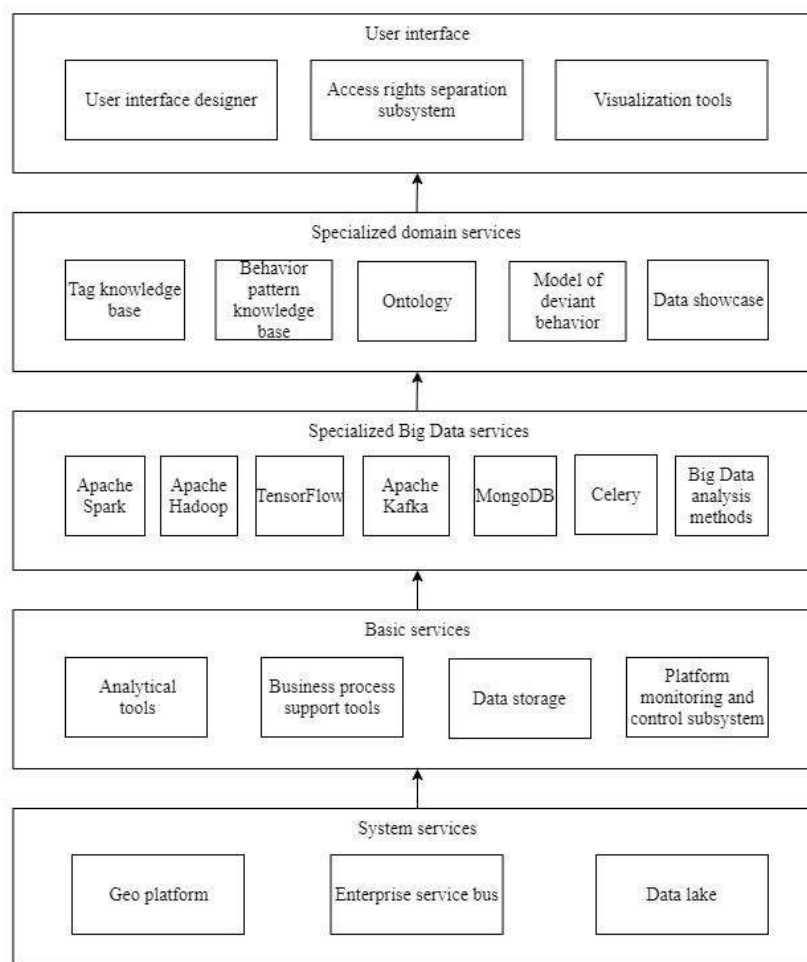 User interface
User interface designer
Access rights separation
subsystem
Visualization tools
Specialized domain services
Tag knowledge
base
Behavior
pattern
knowledge
base
Ontology
Model of
deviant
behavior
Data showcase
Specialized Big Data services
Apache
Spark
Apache
Hadoop
TensorFlow
Apache
Kafka
MongoDB
Celery
Big Data
analysis
methods
Basic services
Analytical
tools
Business process
support tools
Data storage
Platform
monitoring and
control subsystem
System services
Geo platform
Enterprise service bus
Data lake